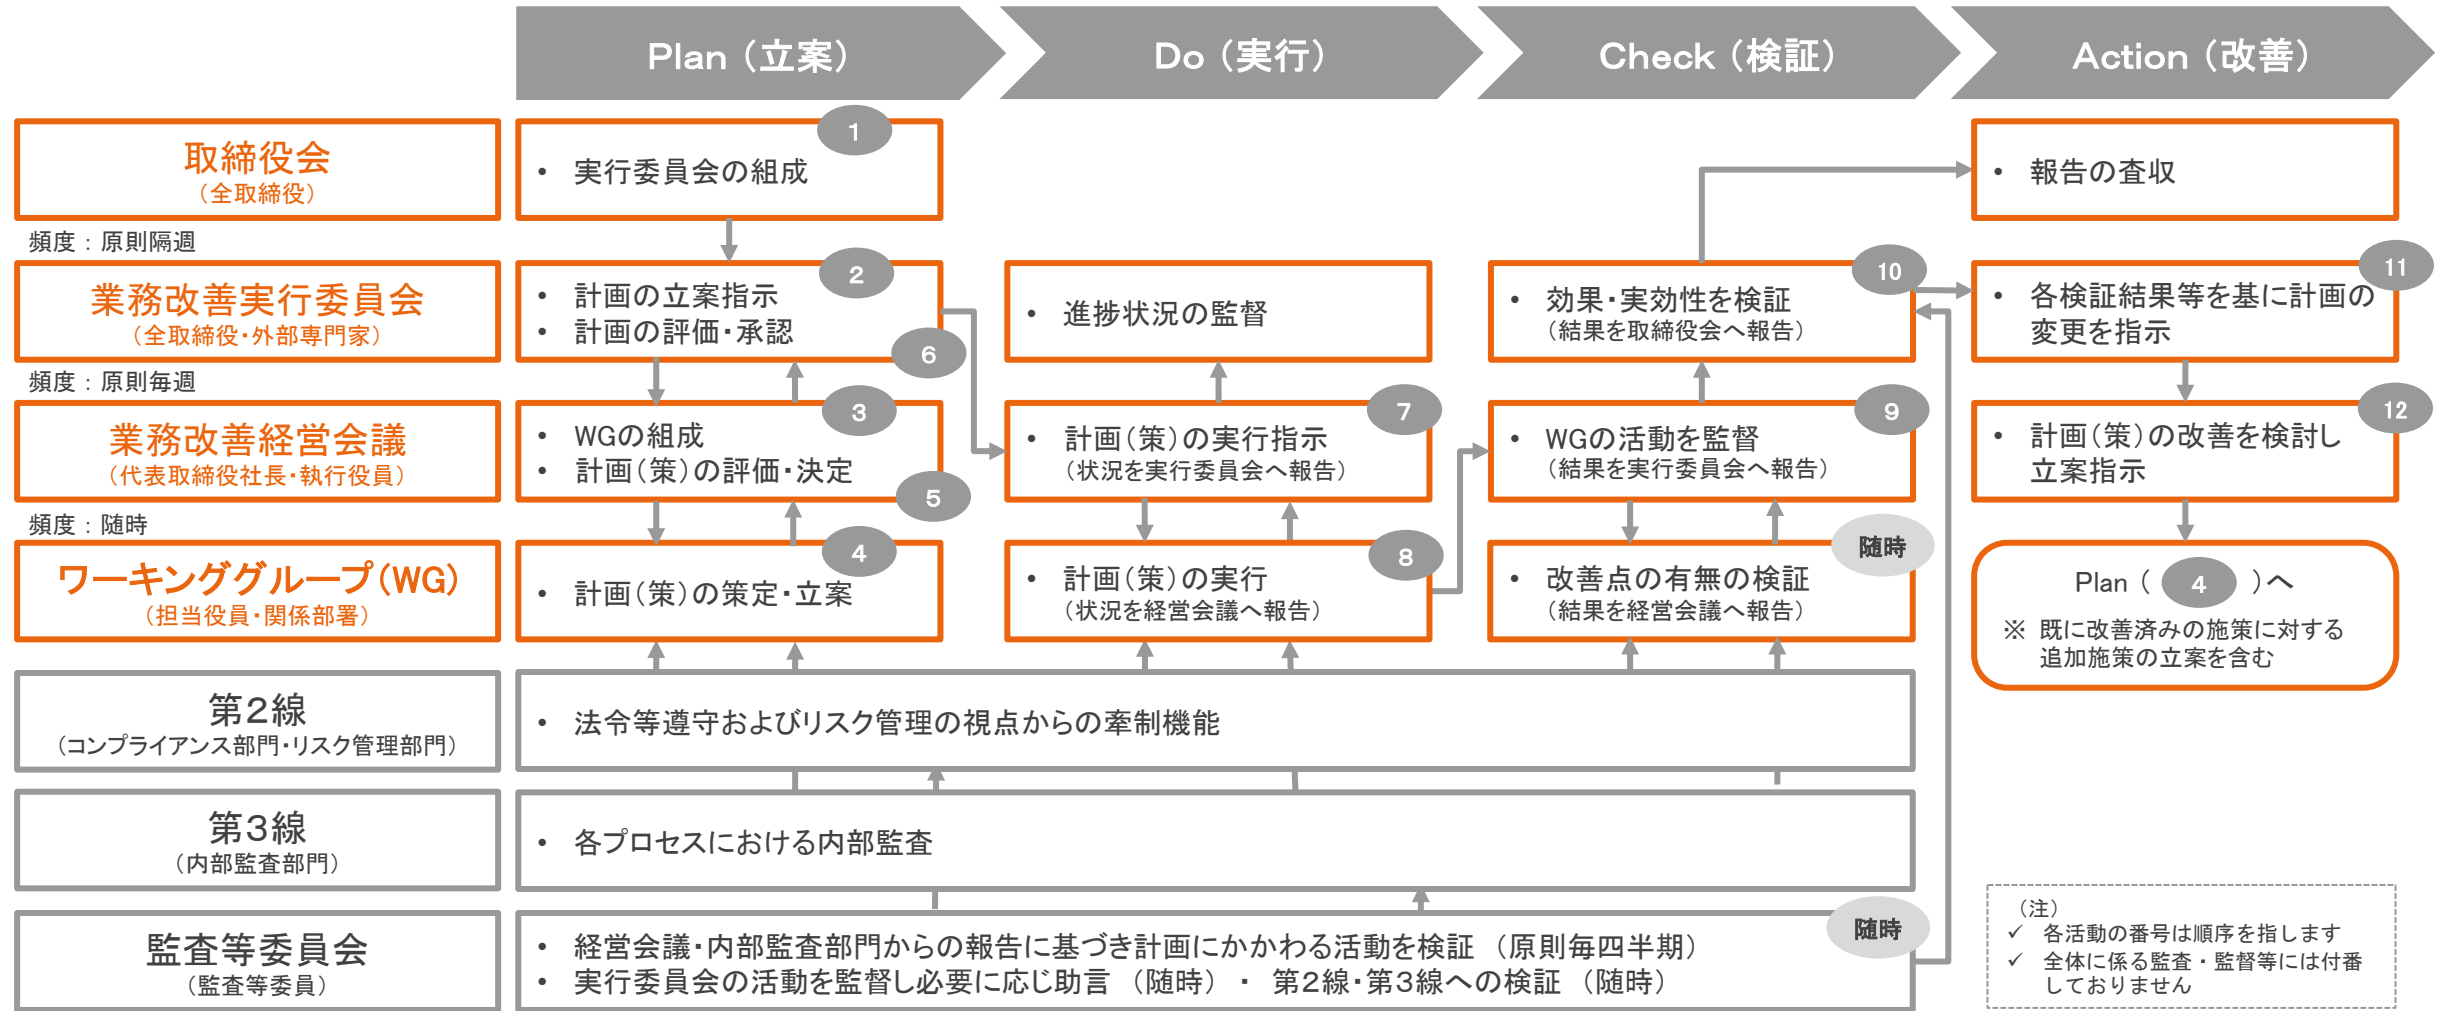 Plan（立案）
Do（実行）
Check（検証）
Action（改善）
取締役会
（全取締役）
1
• 実行委員会の組成
• 報告の査収
頻度：原則隔週
業務改善実行委員会
（全取締役・外部専門家）
2
• 計画の立案指示
• 計画の評価・承認
6
• 進捗状況の監督
10
• 効果・実効性を検証
（結果を取締役会へ報告）
11
• 各検証結果等を基に計画の
変更を指示
頻度：原則毎週
業務改善経営会議
（代表取締役社長・執行役員）
3
• WGの組成
• 計画（策）の評価・決定
5
7
• 計画（策）の実行指示
（状況を実行委員会へ報告）
9
• WGの活動を監督
（結果を実行委員会へ報告）
12
• 計画（策）の改善を検討し
立案指示
頻度：随時
ワーキンググループ（WG）
（担当役員・関係部署）
4
• 計画（策）の策定・立案
8
• 計画（策）の実行
（状況を経営会議へ報告）
随時
• 改善点の有無の検証
（結果を経営会議へ報告）
Plan（ 4 ）へ
※ 既に改善済みの施策に対する
追加施策の立案を含む
第２線
（コンプライアンス部門・リスク管理部門）
• 法令等遵守およびリスク管理の視点からの牽制機能
第３線
（内部監査部門）
• 各プロセスにおける内部監査
監査等委員会
（監査等委員）
随時
• 経営会議・内部監査部門からの報告に基づき計画にかかわる活動を検証 （原則毎四半期）
• 実行委員会の活動を監督し必要に応じ助言 （随時） ・ 第２線・第３線への検証 （随時）
（注）
✓ 各活動の番号は順序を指します
✓ 全体に係る監査・監督等には付番
しておりません